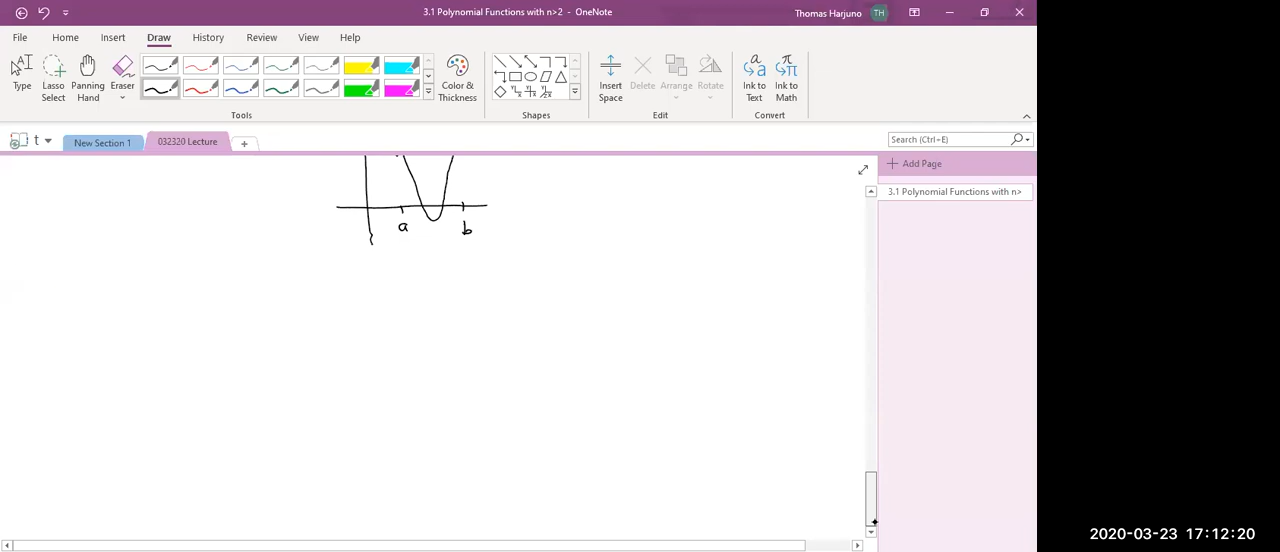 3.1 Polynomial Functions with n>2 - OneNote
Thomas Harjuno TH
File Home Insert Draw History Review View Help
Type Lasso Select Panning Hand Eraser Color & Thickness Insert Space Delete Arrange Rotate Ink to Text Ink to Math
Tools Shapes Edit Convert
t New Section 1 032320 Lecture Search (Ctrl+E)
Add Page
3.1 Polynomial Functions with n>
a b
2020-03-23 17:12:20